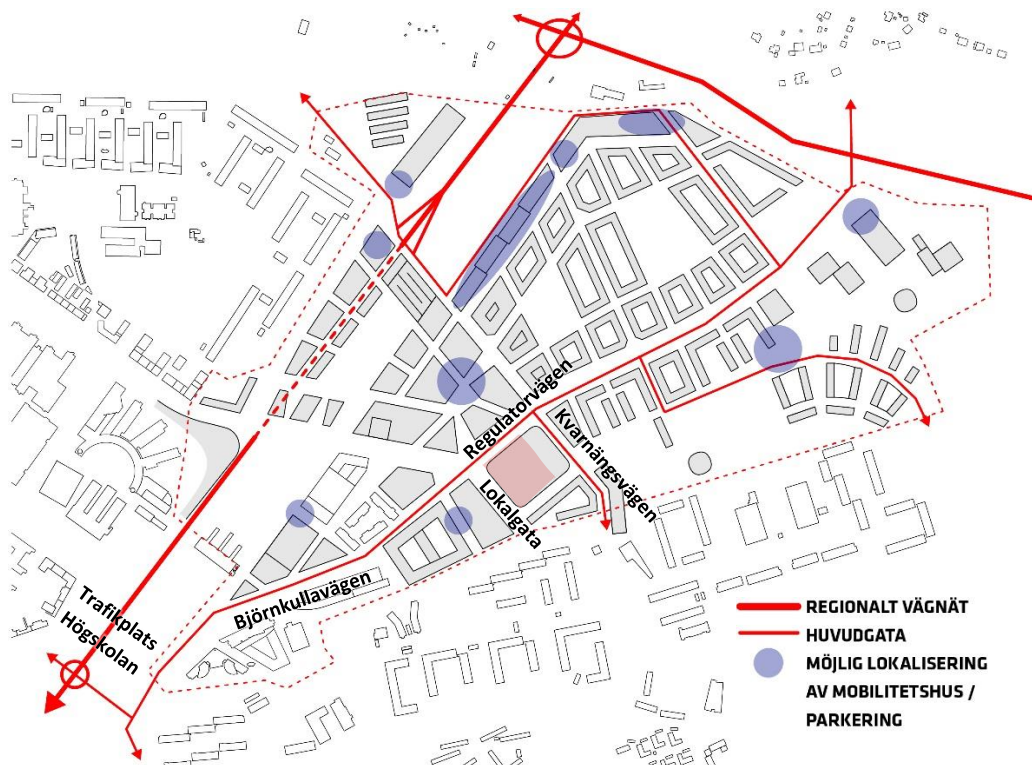 Regulatorvägen
Kvarnängsvägen
Lokalgata
Björnkullavägen
Trafikplats
Högskolan
REGIONALT VÄGNÄT
HUVUDGATA
MÖJLIG LOKALISERING
AV MOBILITETSHUS /
PARKERING